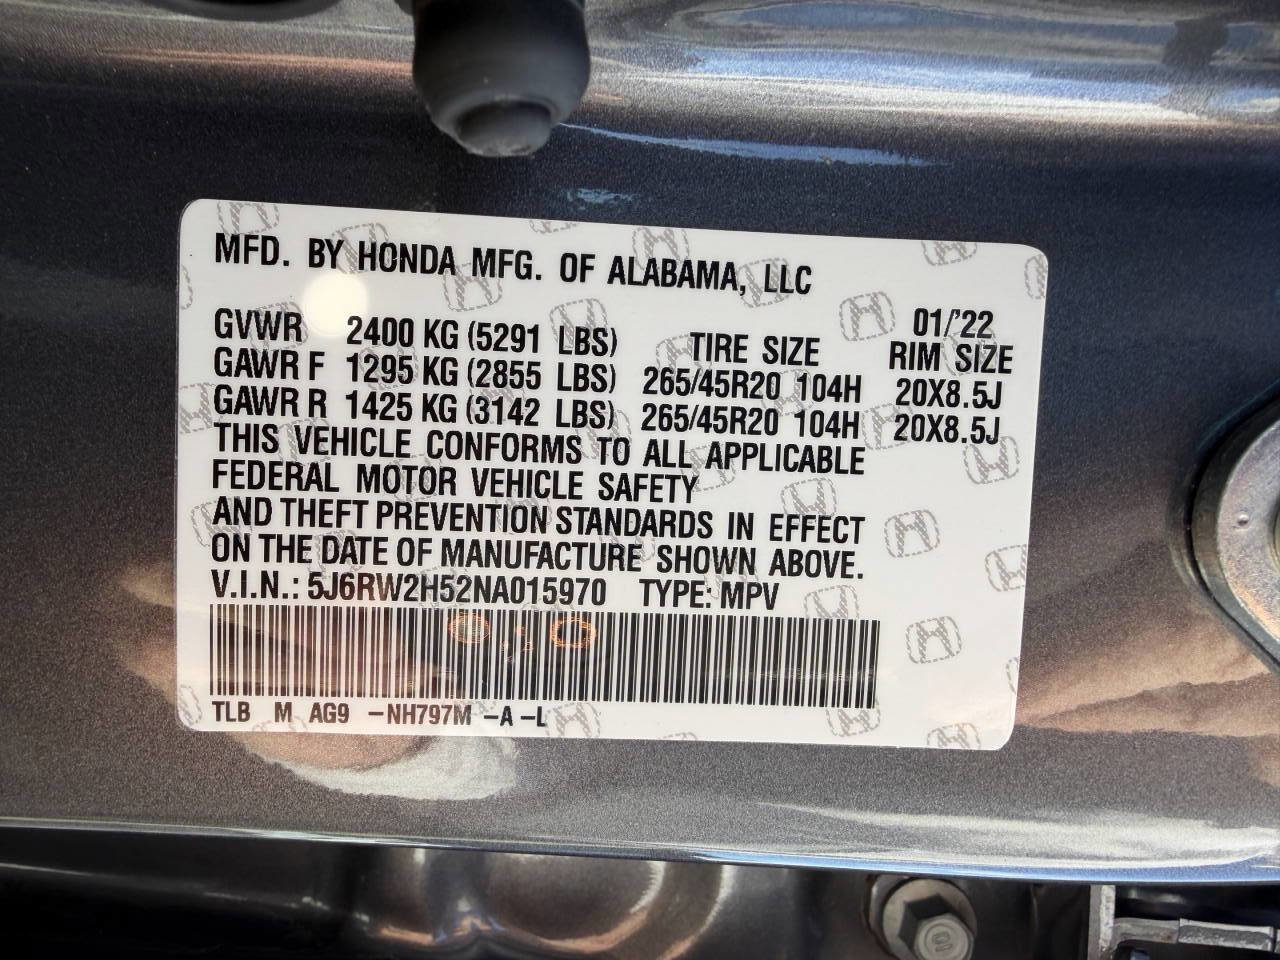 MFD. BY HONDA MFG. OF ALABAMA, LLC
01/'22
GVWR 2400 KG (5291 LBS) TIRE SIZE RIM SIZE
GAWR F 1295 KG (2855 LBS) 265/45R20 104H 20X8.5J
GAWR R 1425 KG (3142 LBS) 265/45R20 104H 20X8.5J
THIS VEHICLE CONFORMS TO ALL APPLICABLE
FEDERAL MOTOR VEHICLE SAFETY
AND THEFT PREVENTION STANDARDS IN EFFECT
ON THE DATE OF MANUFACTURE SHOWN ABOVE.
V.I.N.: 5J6RW2H52NA015970 TYPE: MPV
TLB M AG9 -NH797M -A -L